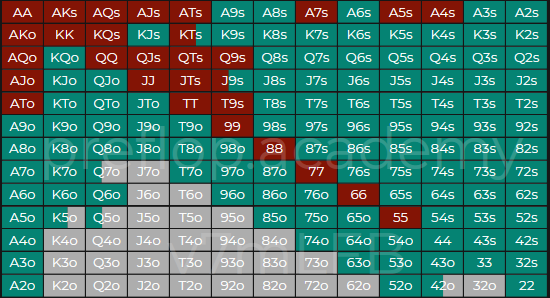 AA AKs AQs AJs ATs A9s A8s A7s A6s A5s A4s A3s A2s
AKo KK KQs KJs KTs K9s K8s K7s K6s K5s K4s K3s K2s
AQo KQo QQ QJs QTs Q9s Q8s Q7s Q6s Q5s Q4s Q3s Q2s
AJo KJo QJo JJ JTs J9s J8s J7s J6s J5s J4s J3s J2s
ATo KTo QTo JTo TT T9s T8s T7s T6s T5s T4s T3s T2s
A9o K9o Q9o J9o T9o 99 98s 97s 96s 95s 94s 93s 92s
A8o K8o Q8o J8o T8o 98o 88 87s 86s 85s 84s 83s 82s
A7o K7o Q7o J7o T7o 97o 87o 77 76s 75s 74s 73s 72s
A6o K6o Q6o J6o T6o 96o 86o 76o 66 65s 64s 63s 62s
A5o K5o Q5o J5o T5o 95o 85o 75o 65o 55 54s 53s 52s
A4o K4o Q4o J4o T4o 94o 84o 74o 64o 54o 44 43s 42s
A3o K3o Q3o J3o T3o 93o 83o 73o 63o 53o 43o 33 32s
A2o K2o Q2o J2o T2o 92o 82o 72o 62o 52o 42o 32o 22
preflop.academy